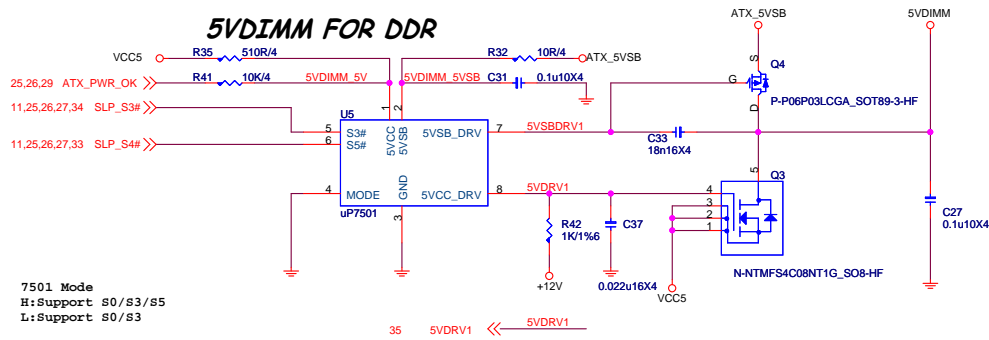 5VDIMM FOR DDR
ATX_5VSB
5VDIMM
VCC5
R35
510R/4
R32
10R/4
ATX_5VSB
25,26,29 ATX_PWR_OK
R41
10K/4
5VDIMM_5V
5VDIMM_5VSB
C31
0.1u10X4
S
G
D
Q4
P-P06P03LCGA_SOT89-3-HF
11,25,26,27,34 SLP_S3#
11,25,26,27,33 SLP_S4#
U5
1
2
5
6
4
3
7
8
S3#
S5#
MODE
5VCC
5VSB
GND
5VSB_DRV
5VCC_DRV
uP7501
5VSBDRV1
C33
18n16X4
5VDRV1
R42
1K/1%6
+12V
C37
0.022u16X4
5
4
3
2
1
Q3
N-NTMFS4C08NT1G_SO8-HF
VCC5
C27
0.1u10X4
7501 Mode
H:Support S0/S3/S5
L:Support S0/S3
35 5VDRV1
5VDRV1